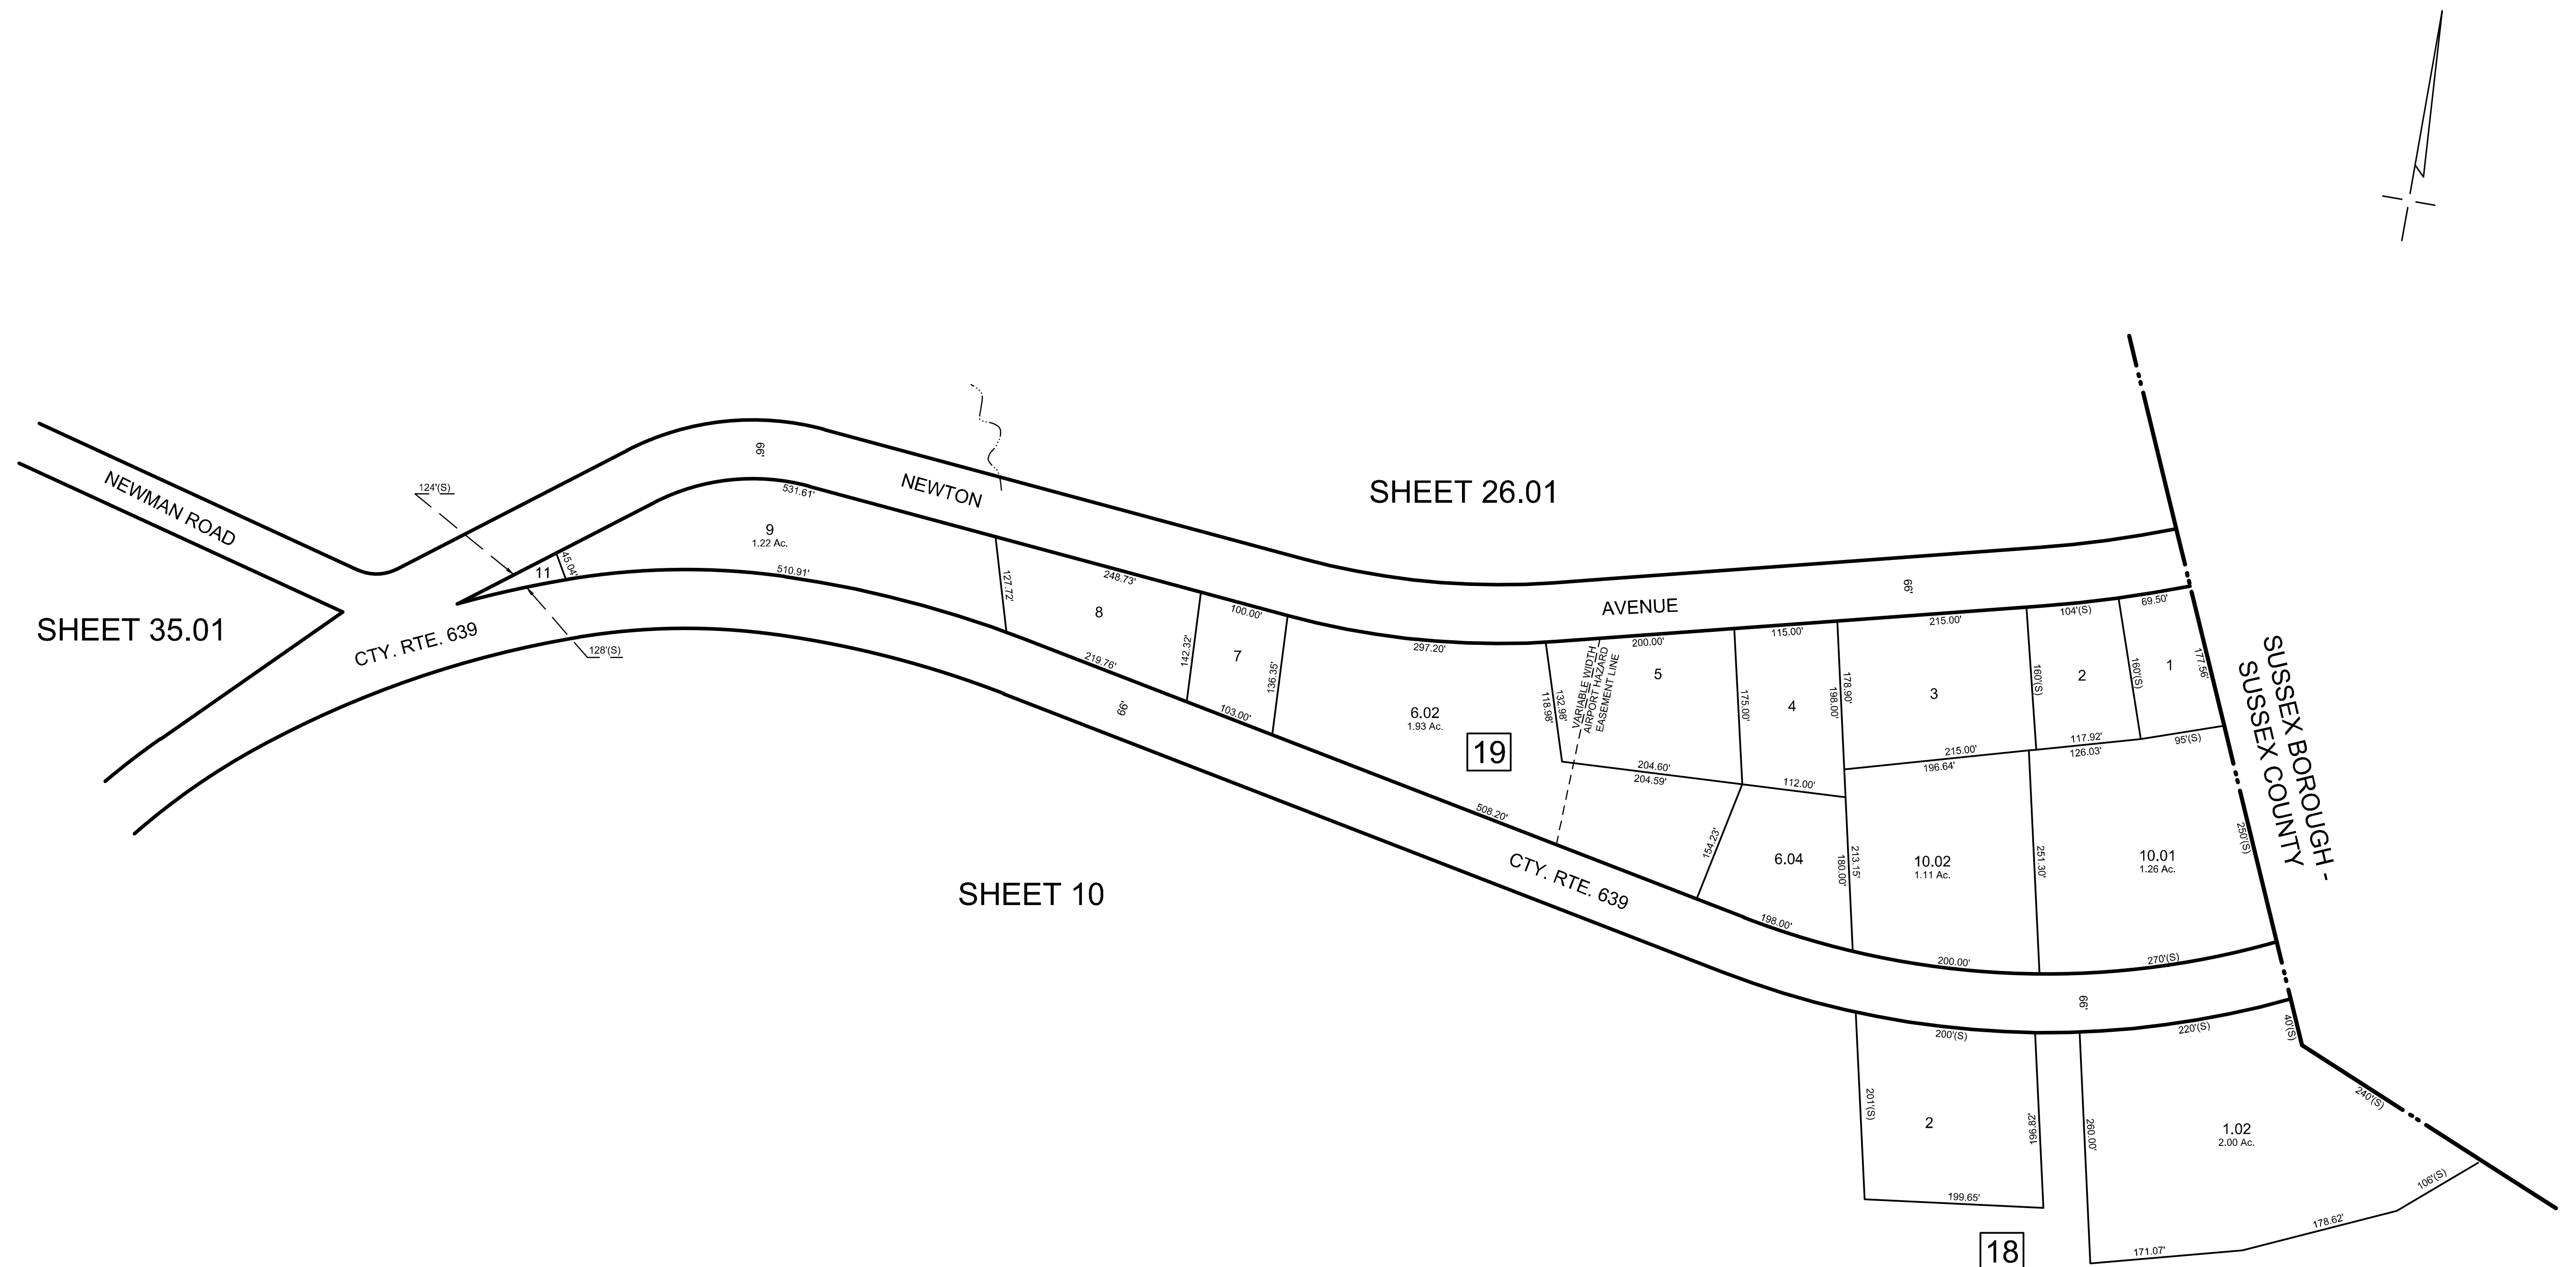 SHEET 26.01
SHEET 35.01
SHEET 10
NEWMAN ROAD
NEWTON
AVENUE
CTY. RTE. 639
CTY. RTE. 639
SUSSEX BOROUGH -
SUSSEX COUNTY
124'(S)
128'(S)
11
45.04'
66'
531.61'
9
1.22 Ac.
510.91'
127.72'
248.73'
8
219.76'
142.32'
100.00'
7
103.00'
136.35'
66'
297.20'
6.02
1.93 Ac.
19
508.20'
118.98'
132.98'
VARIABLE WIDTH
AIRPORT HAZARD
EASEMENT LINE
200.00'
5
204.60'
204.59'
175.00'
115.00'
4
112.00'
154.23'
6.04
198.00'
178.90'
198.00'
180.00'
213.15'
66'
215.00'
3
215.00'
196.64'
10.02
1.11 Ac.
200.00'
160'(S)
104'(S)
2
117.92'
126.03'
160'(S)
69.50'
1
95'(S)
177.56'
251.30'
10.01
1.26 Ac.
250'(S)
270'(S)
66'
200'(S)
201'(S)
2
196.82'
199.65'
18
220'(S)
40'(S)
260.00'
1.02
2.00 Ac.
240'(S)
106'(S)
178.62'
171.07'